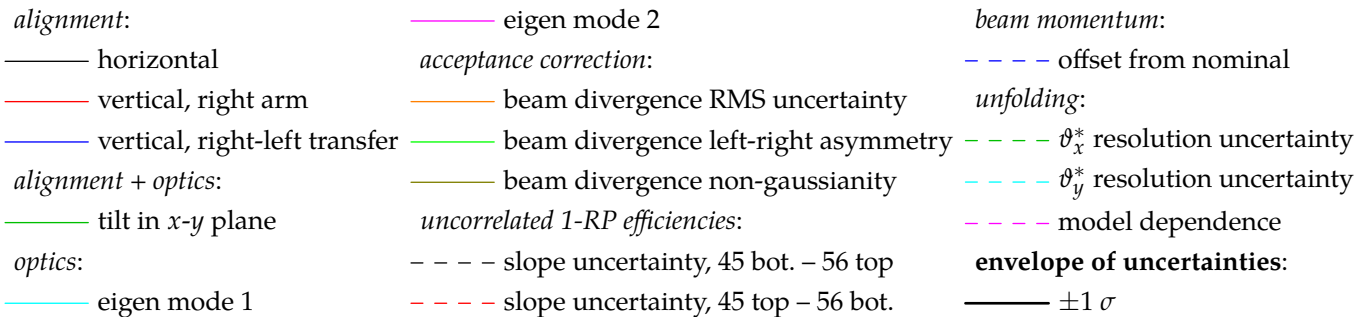 alignment:
horizontal
vertical, right arm
vertical, right-left transfer
alignment + optics:
tilt in x-y plane
optics:
eigen mode 1
eigen mode 2
acceptance correction:
beam divergence RMS uncertainty
beam divergence left-right asymmetry
beam divergence non-gaussianity
uncorrelated 1-RP efficiencies:
slope uncertainty, 45 bot. – 56 top
slope uncertainty, 45 top – 56 bot.
beam momentum:
offset from nominal
unfolding:
ϑ*x resolution uncertainty
ϑ*y resolution uncertainty
model dependence
envelope of uncertainties:
±1 σ